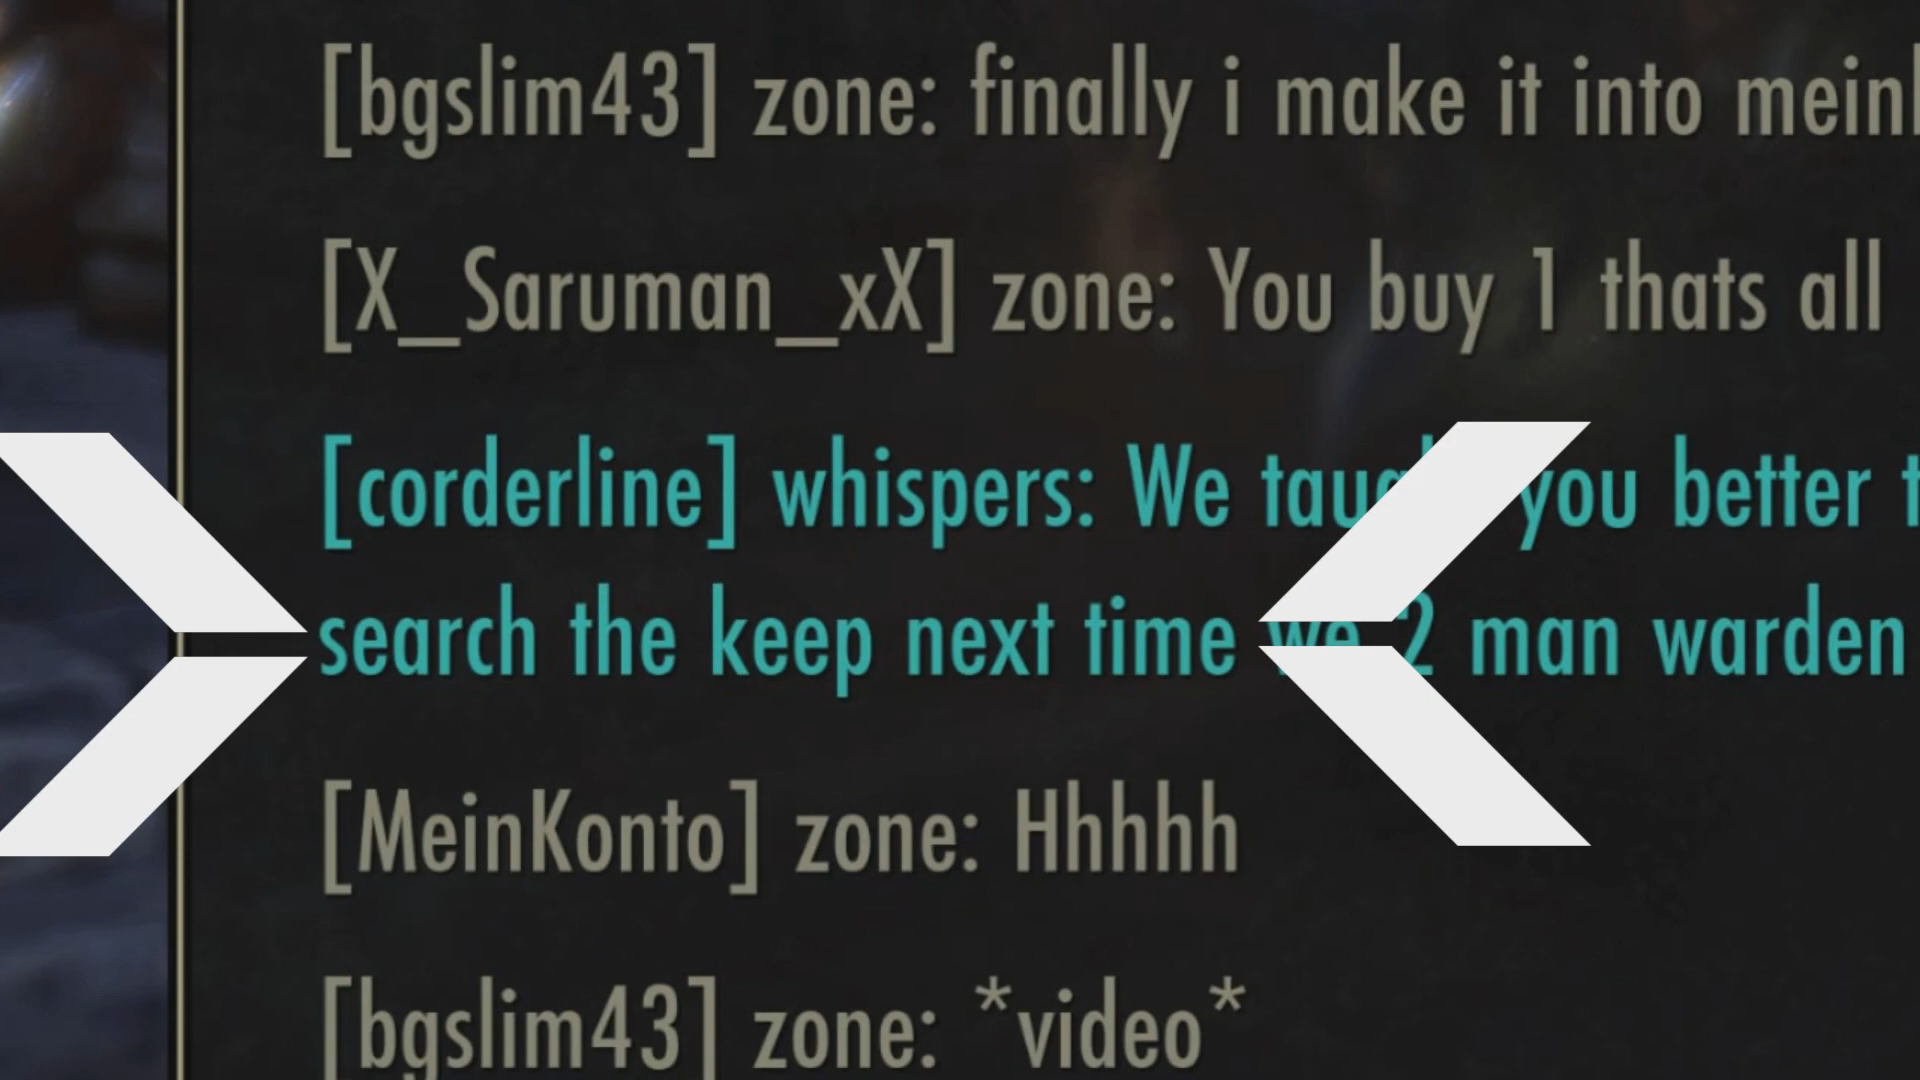 [bgslim43] zone: finally i make it into
[X_Saruman_xX] zone: You buy 1 thats all
[corderline] whispers: We you better
search the keep next time we 2 man warden
[MeinKonto] zone: Hhhhh
[bgslim43] zone: *video*